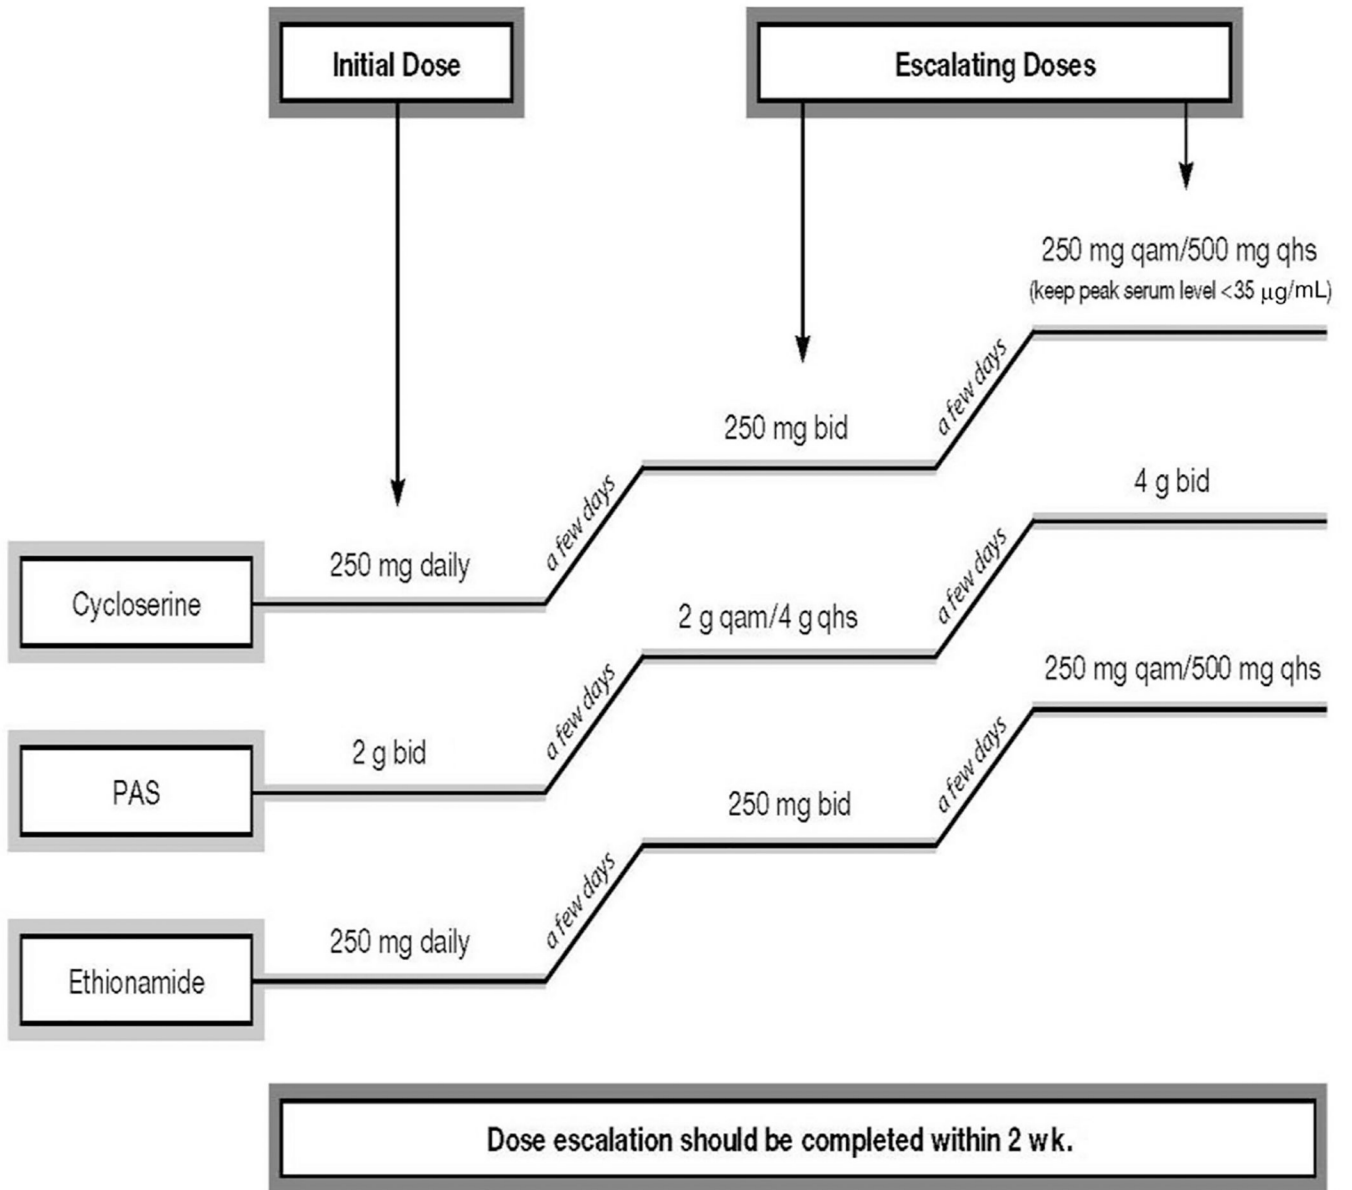 Initial Dose
Escalating Doses
250 mg qam/500 mg qhs
(keep peak serum level <35 µg/mL)
a few days
250 mg bid
a few days
250 mg daily
Cycloserine
4 g bid
a few days
2 g qam/4 g qhs
a few days
2 g bid
PAS
250 mg qam/500 mg qhs
a few days
250 mg bid
a few days
250 mg daily
Ethionamide
Dose escalation should be completed within 2 wk.